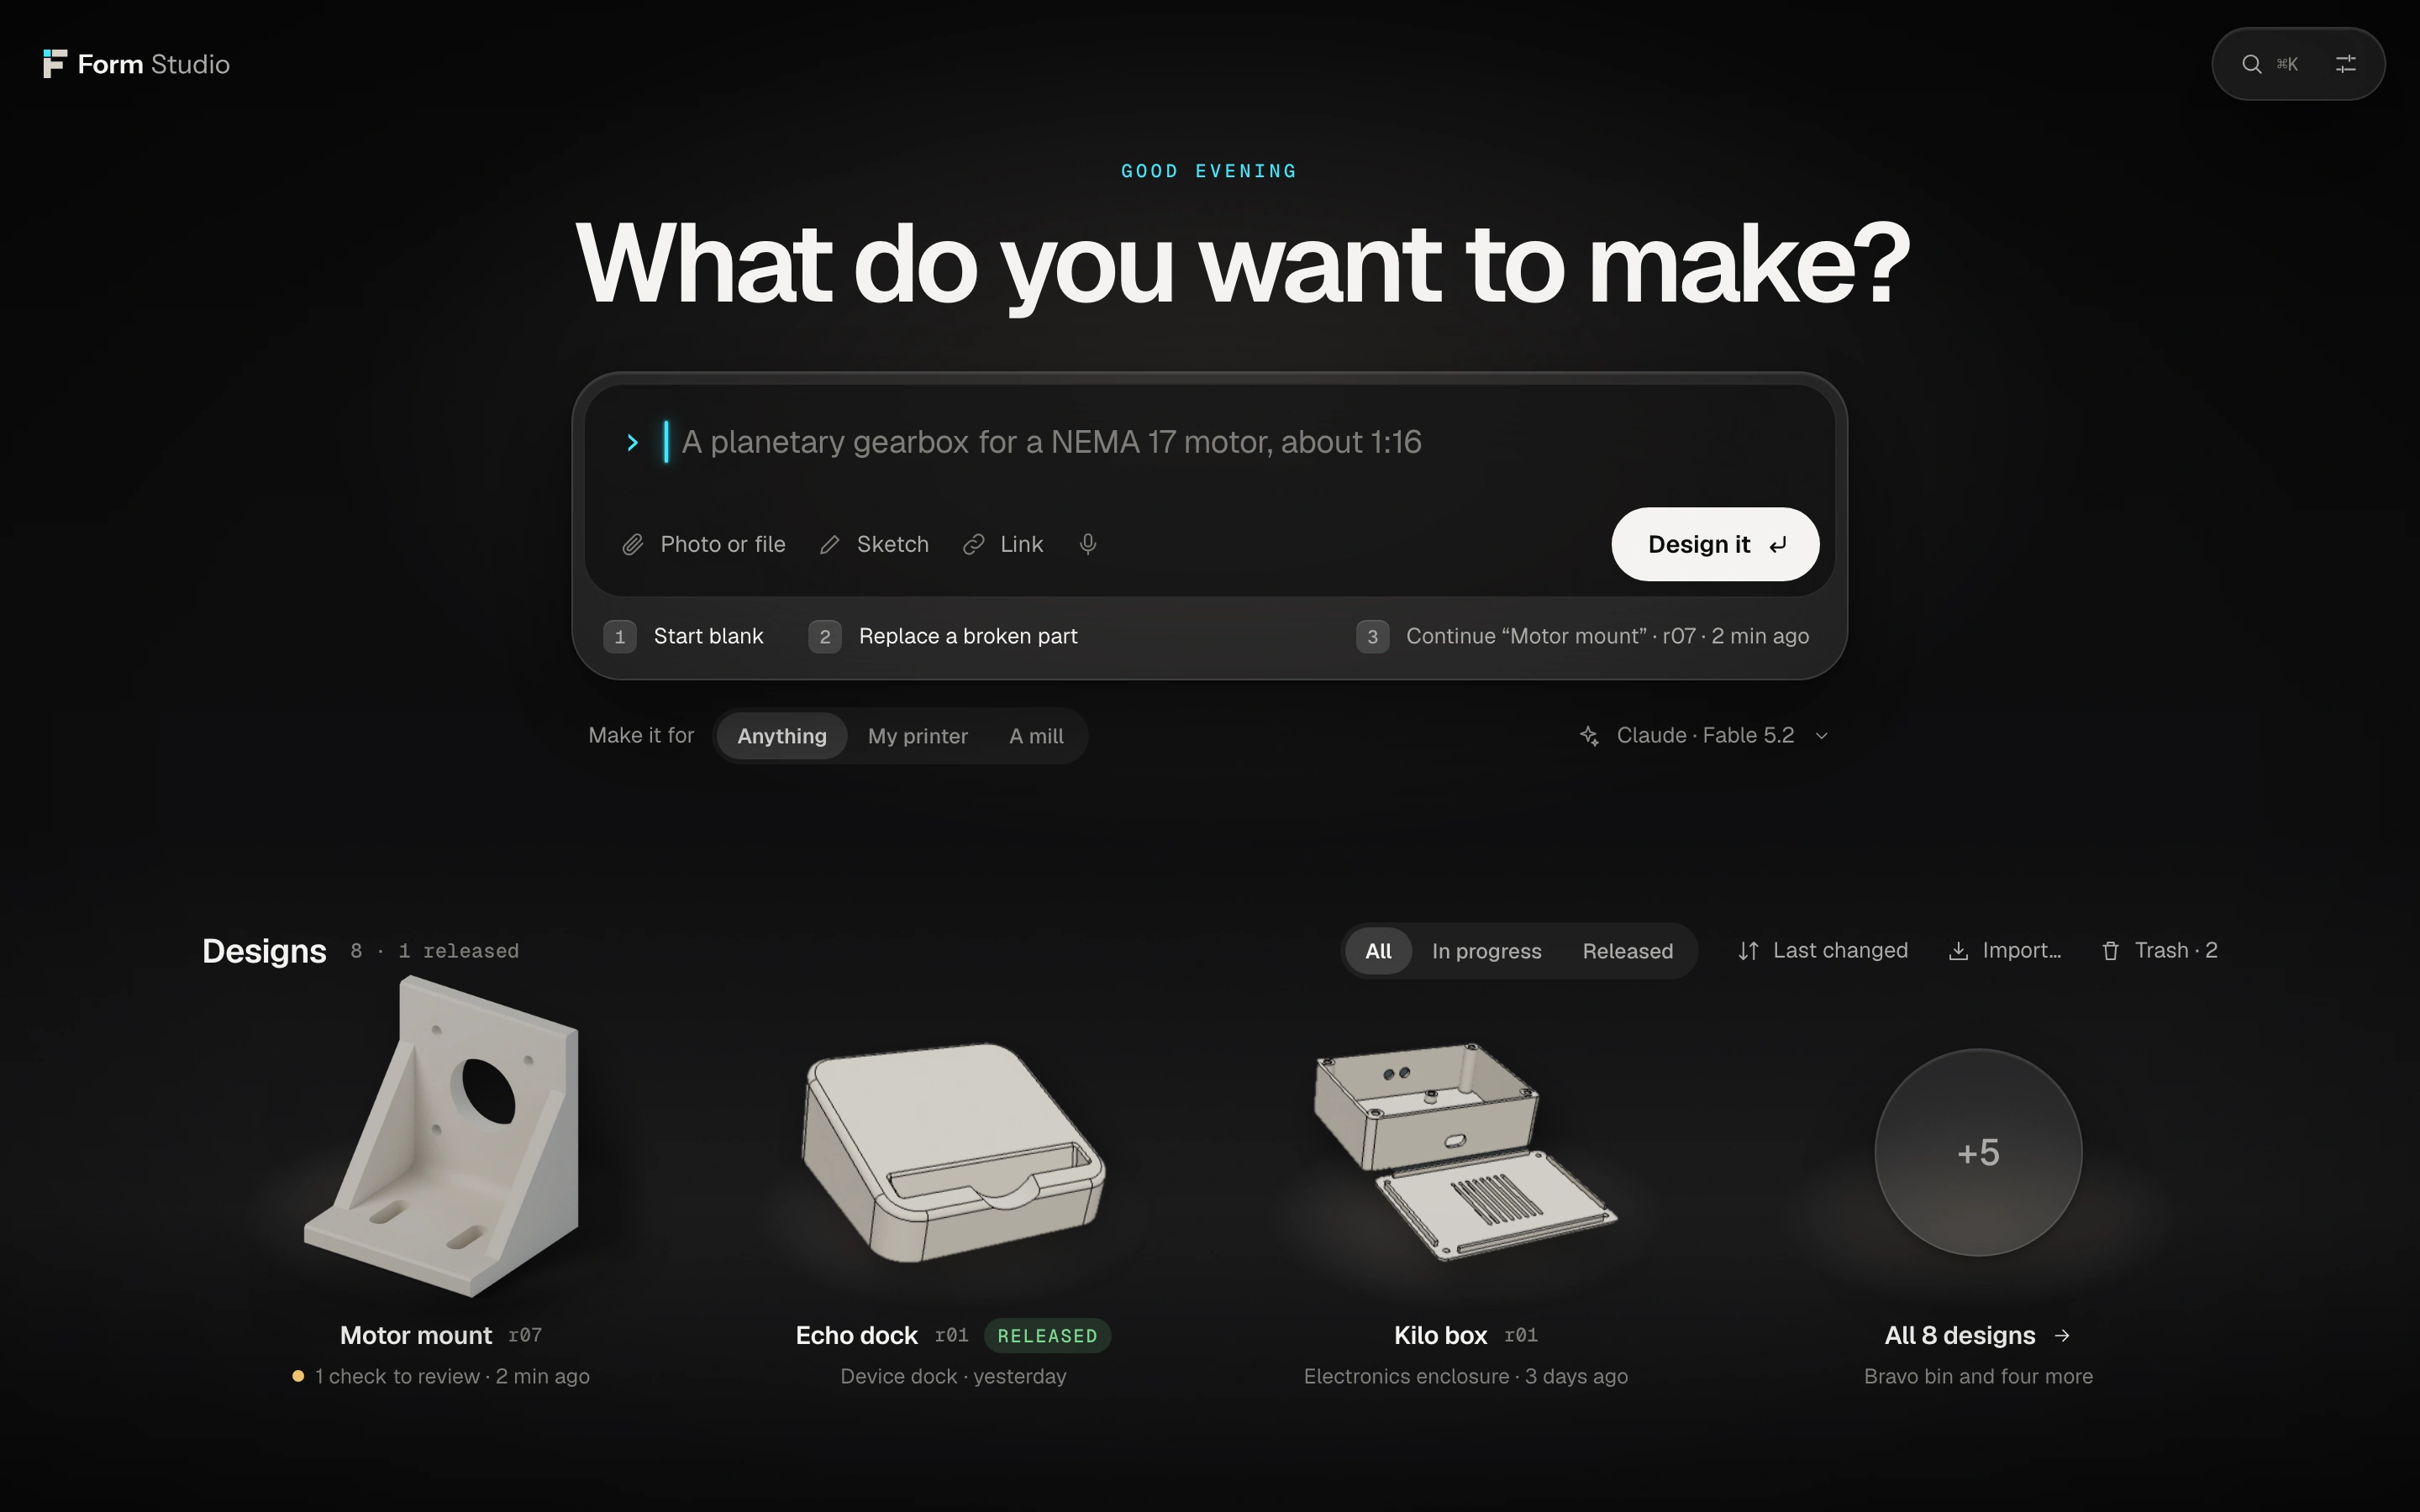 Form Studio
⌘K
GOOD EVENING
What do you want to make?
› A planetary gearbox for a NEMA 17 motor, about 1:16
Photo or file Sketch Link Design it
1 Start blank 2 Replace a broken part 3 Continue “Motor mount” · r07 · 2 min ago
Make it for Anything My printer A mill Claude · Fable 5.2
Designs 8 · 1 released All In progress Released Last changed Import… Trash · 2
+5
Motor mount r07 Echo dock r01 RELEASED Kilo box r01 All 8 designs →
1 check to review · 2 min ago Device dock · yesterday Electronics enclosure · 3 days ago Bravo bin and four more